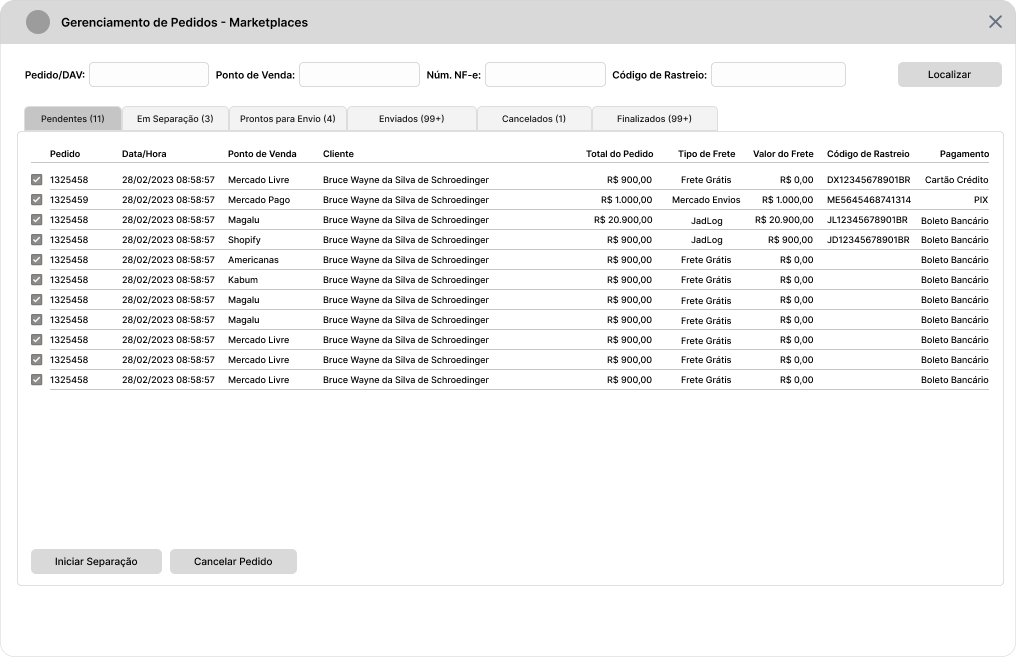 Gerenciamento de Pedidos - Marketplaces
Pedido/DAV: Ponto de Venda: Núm. NF-e: Código de Rastreio: Localizar
Pendentes (11) Em Separação (3) Prontos para Envio (4) Enviados (99+) Cancelados (1) Finalizados (99+)
Pedido Data/Hora Ponto de Venda Cliente Total do Pedido Tipo de Frete Valor do Frete Código de Rastreio Pagamento
1325458 28/02/2023 08:58:57 Mercado Livre Bruce Wayne da Silva de Schroedinger R$ 900,00 Frete Grátis R$ 0,00 DX12345678901BR Cartão Crédito
1325459 28/02/2023 08:58:57 Mercado Pago Bruce Wayne da Silva de Schroedinger R$ 1.000,00 Mercado Envios R$ 1.000,00 ME5645468741314 PIX
1325458 28/02/2023 08:58:57 Magalu Bruce Wayne da Silva de Schroedinger R$ 20.900,00 JadLog R$ 20.900,00 JL12345678901BR Boleto Bancário
1325458 28/02/2023 08:58:57 Shopify Bruce Wayne da Silva de Schroedinger R$ 900,00 JadLog R$ 900,00 JD12345678901BR Boleto Bancário
1325458 28/02/2023 08:58:57 Americanas Bruce Wayne da Silva de Schroedinger R$ 900,00 Frete Grátis R$ 0,00 Boleto Bancário
1325458 28/02/2023 08:58:57 Kabum Bruce Wayne da Silva de Schroedinger R$ 900,00 Frete Grátis R$ 0,00 Boleto Bancário
1325458 28/02/2023 08:58:57 Magalu Bruce Wayne da Silva de Schroedinger R$ 900,00 Frete Grátis R$ 0,00 Boleto Bancário
1325458 28/02/2023 08:58:57 Magalu Bruce Wayne da Silva de Schroedinger R$ 900,00 Frete Grátis R$ 0,00 Boleto Bancário
1325458 28/02/2023 08:58:57 Mercado Livre Bruce Wayne da Silva de Schroedinger R$ 900,00 Frete Grátis R$ 0,00 Boleto Bancário
1325458 28/02/2023 08:58:57 Mercado Livre Bruce Wayne da Silva de Schroedinger R$ 900,00 Frete Grátis R$ 0,00 Boleto Bancário
1325458 28/02/2023 08:58:57 Mercado Livre Bruce Wayne da Silva de Schroedinger R$ 900,00 Frete Grátis R$ 0,00 Boleto Bancário
Iniciar Separação Cancelar Pedido